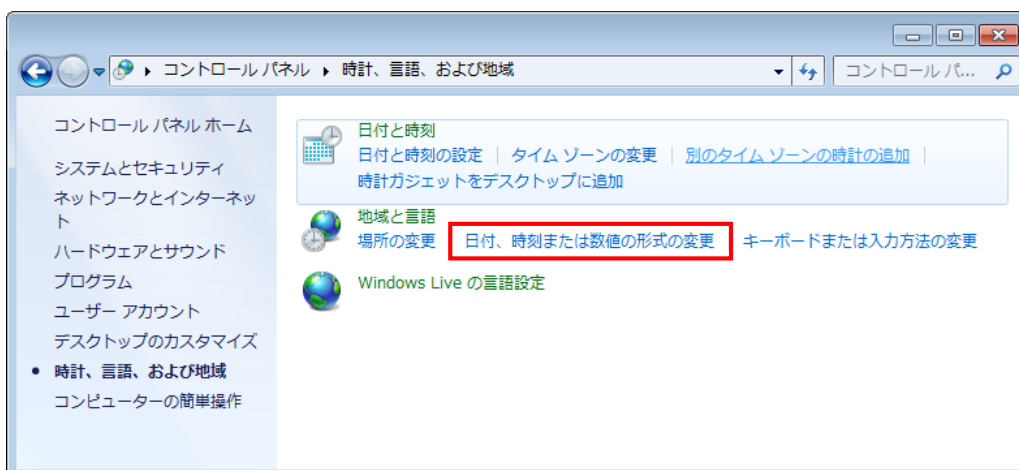 コントロール パネル ▸ 時計、言語、および地域
コントロール パ...
コントロール パネル ホーム
システムとセキュリティ
ネットワークとインターネッ
ト
ハードウェアとサウンド
プログラム
ユーザー アカウント
デスクトップのカスタマイズ
時計、言語、および地域
コンピューターの簡単操作
日付と時刻
日付と時刻の設定 | タイム ゾーンの変更 | 別のタイム ゾーンの時計の追加 |
時計ガジェットをデスクトップに追加
地域と言語
場所の変更 日付、時刻または数値の形式の変更 キーボードまたは入力方法の変更
Windows Live の言語設定